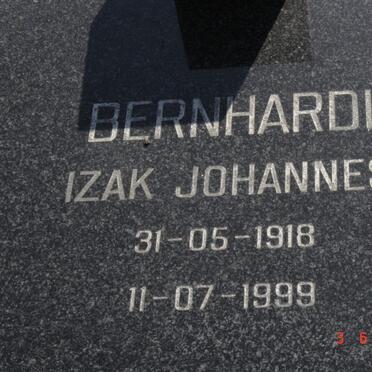 BERNHARDI
IZAK JOHANNES
31-05-1918
11-07-1999
3 6